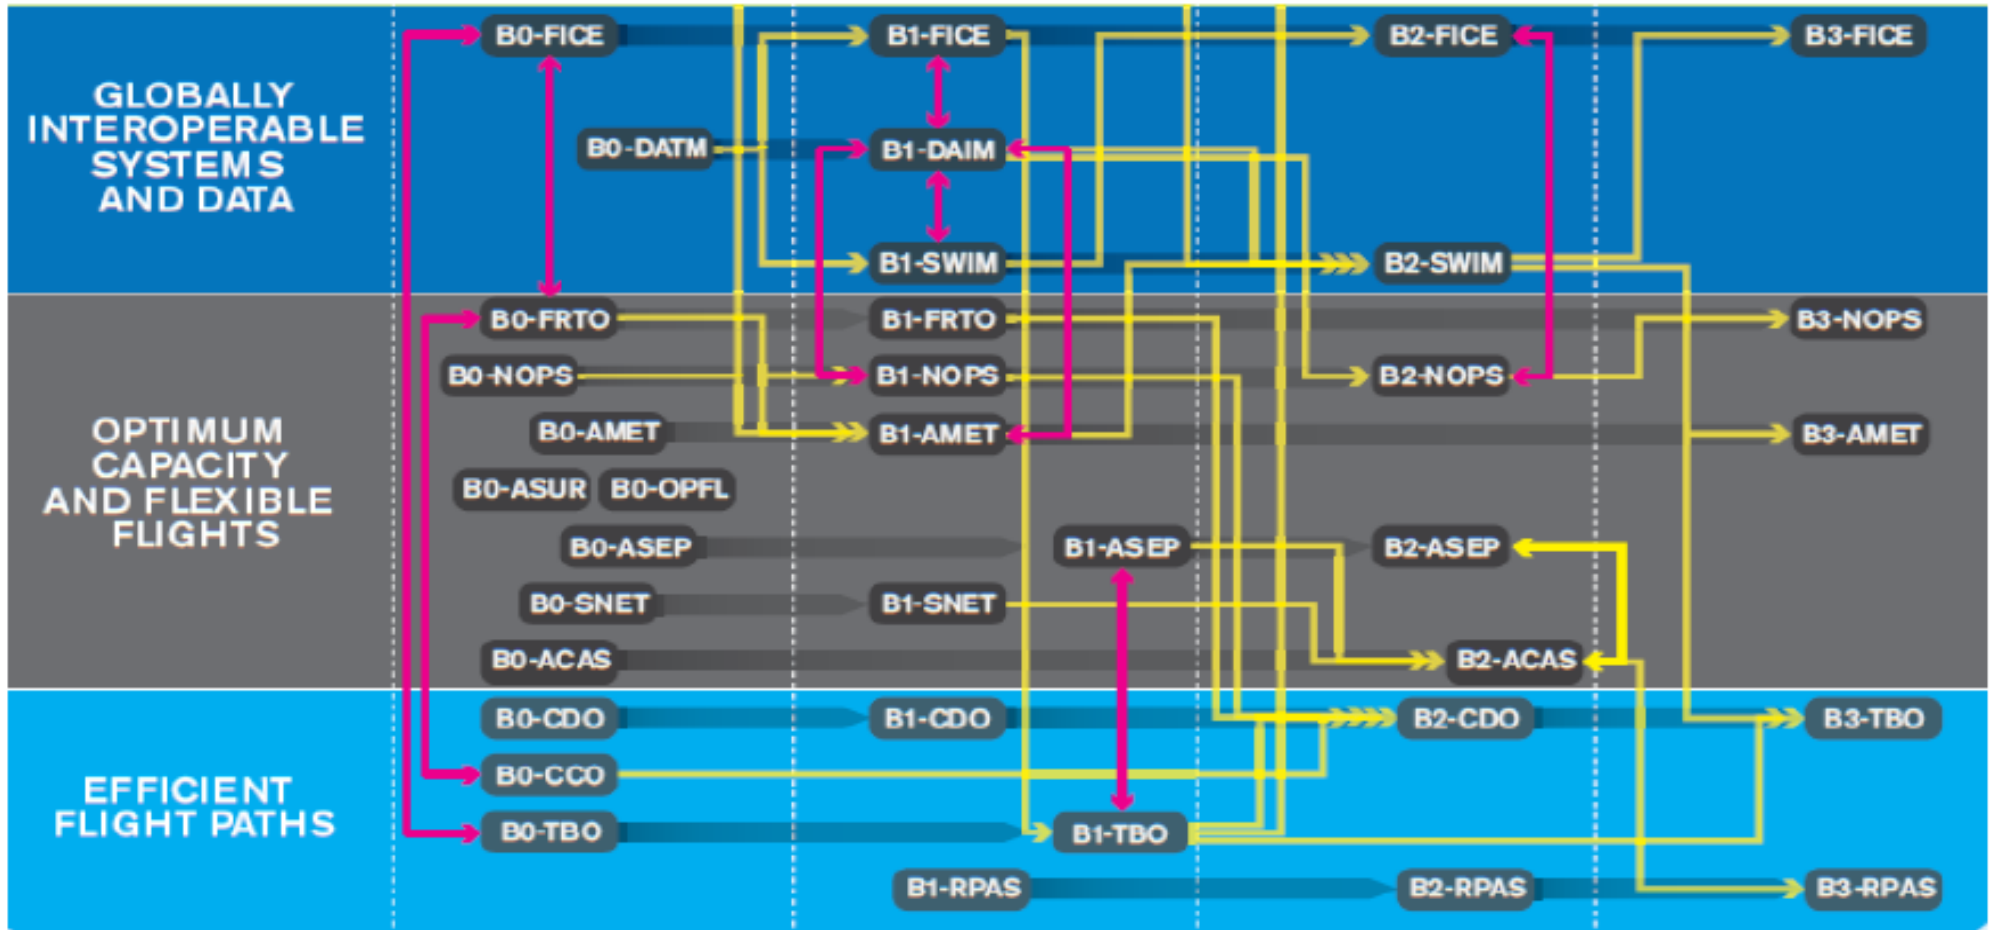 GLOBALLY
INTEROPERABLE
SYSTEMS
AND DATA
B0-FICE
B1-FICE
B2-FICE
B3-FICE
B0-DATM
B1-DAIM
B1-SWIM
B2-SWIM
OPTIMUM
CAPACITY
AND FLEXIBLE
FLIGHTS
B0-FRTO
B1-FRTO
B3-NOPS
B0-NOPS
B1-NOPS
B2-NOPS
B0-AMET
B1-AMET
B3-AMET
B0-ASUR
B0-OPFL
B0-ASEP
B1-ASEP
B2-ASEP
B0-SNET
B1-SNET
B0-ACAS
B2-ACAS
EFFICIENT
FLIGHT PATHS
B0-CDO
B1-CDO
B2-CDO
B3-TBO
B0-CCO
B0-TBO
B1-TBO
B1-RPAS
B2-RPAS
B3-RPAS